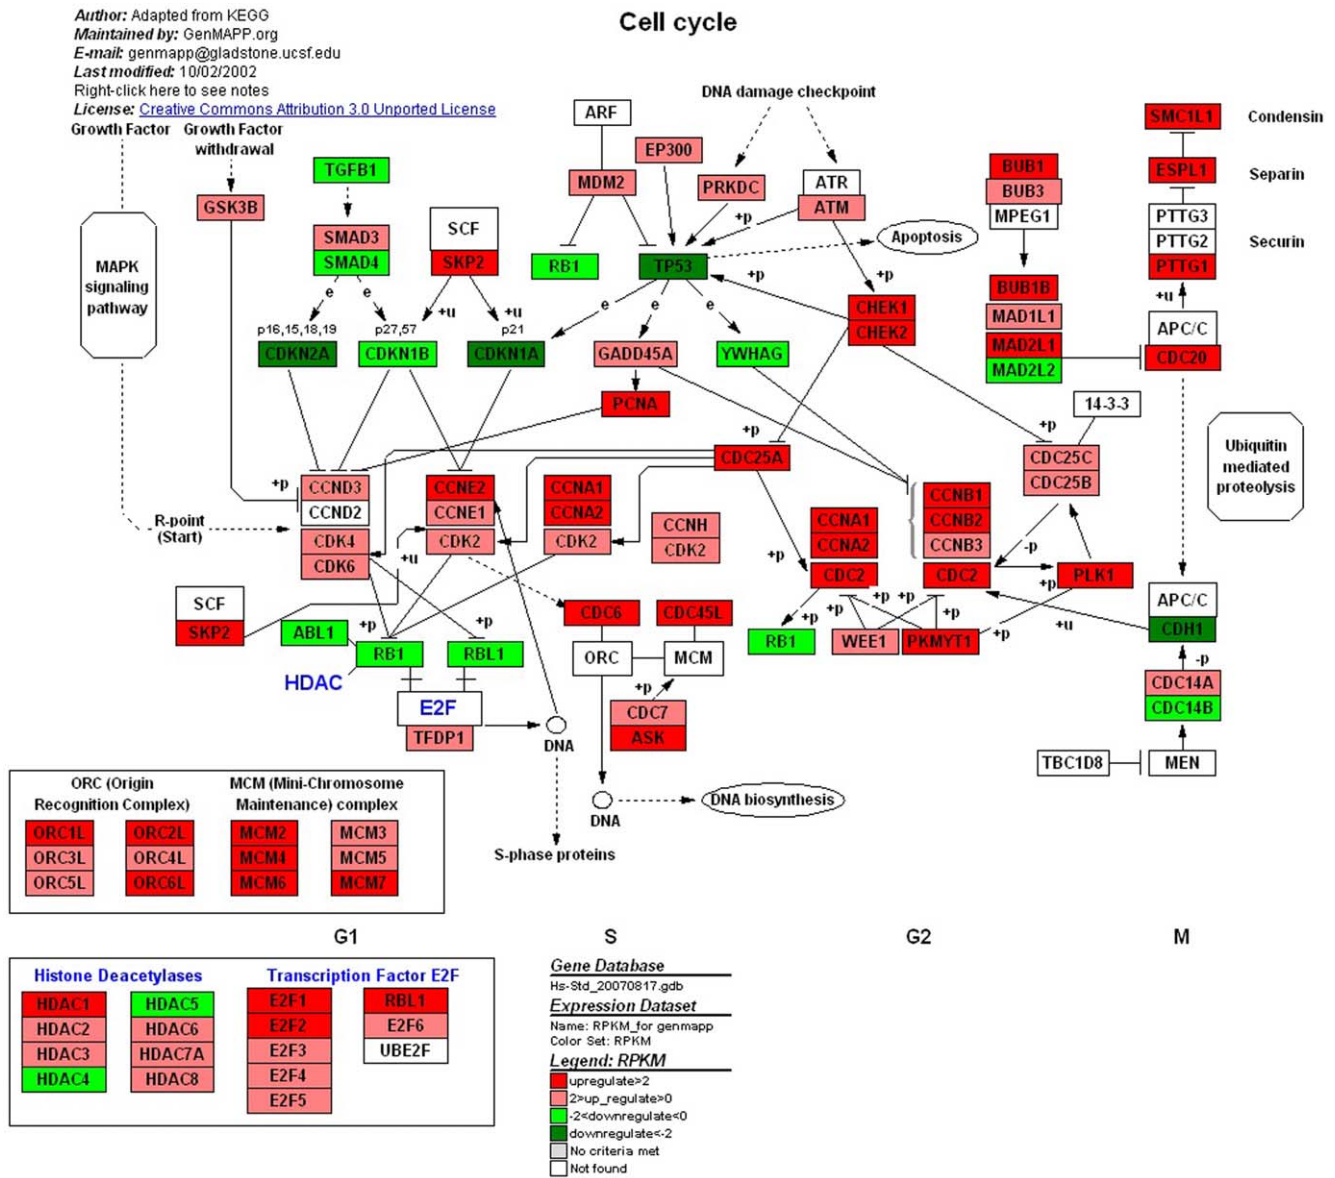 Cell cycle
Author: Adapted from KEGG
Maintained by: GenMAPP.org
E-mail: genmapp@gladstone.ucsf.edu
Last modified: 10/02/2002
Right-click here to see notes
License: Creative Commons Attribution 3.0 Unported License
Growth Factor
Growth Factor
withdrawal
GSK3B
MAPK
signaling
pathway
TGFB1
SMAD3
SMAD4
e
e
SCF
SKP2
+u
+u
p16,15,18,19
p27,57
p21
CDKN2A
CDKN1B
CDKN1A
ARF
MDM2
EP300
RB1
TP53
DNA damage checkpoint
PRKDC
ATR
ATM
+p
Apoptosis
+p
+p
CHEK1
CHEK2
e
e
e
GADD45A
YWHAG
PCNA
BUB1
BUB3
MPEG1
BUB1B
MAD1L1
MAD2L1
MAD2L2
SMC1L1
Condensin
ESPL1
Separin
PTTG3
PTTG2
PTTG1
Securin
+u
APC/C
CDC20
14-3-3
Ubiquitin
mediated
proteolysis
+p
CDC25A
+p
CDC25C
CDC25B
+p
CCND3
CCND2
CDK4
CDK6
R-point
(Start)
CCNE2
CCNE1
CDK2
+u
CCNA1
CCNA2
CDK2
CCNH
CDK2
CCNA1
CCNA2
CDC2
+p
CCNB1
CCNB2
CCNB3
CDC2
-p
PLK1
+p
SCF
SKP2
ABL1
+p
+p
RB1
RBL1
HDAC
E2F
TFDP1
DNA
CDC6
CDC45L
ORC
MCM
+p
CDC7
ASK
+p
+p
+p
+p
RB1
WEE1
PKMYT1
+p
+p
+u
APC/C
CDH1
-p
CDC14A
CDC14B
TBC1D8
MEN
DNA
DNA biosynthesis
S-phase proteins
ORC (Origin
Recognition Complex)
MCM (Mini-Chromosome
Maintenance) complex
ORC1L ORC2L MCM2 MCM3
ORC3L ORC4L MCM4 MCM5
ORC5L ORC6L MCM6 MCM7
G1 S G2 M
Histone Deacetylases
Transcription Factor E2F
HDAC1 HDAC5 E2F1 RBL1
HDAC2 HDAC6 E2F2 E2F6
HDAC3 HDAC7A E2F3 UBE2F
HDAC4 HDAC8 E2F4
E2F5
Gene Database
Hs-Std_20070817.gdb
Expression Dataset
Name: RPKM_for genmapp
Color Set: RPKM
Legend: RPKM
upregulate>2
2>up_regulate>0
-2<downregulate<0
downregulate<-2
No criteria met
Not found